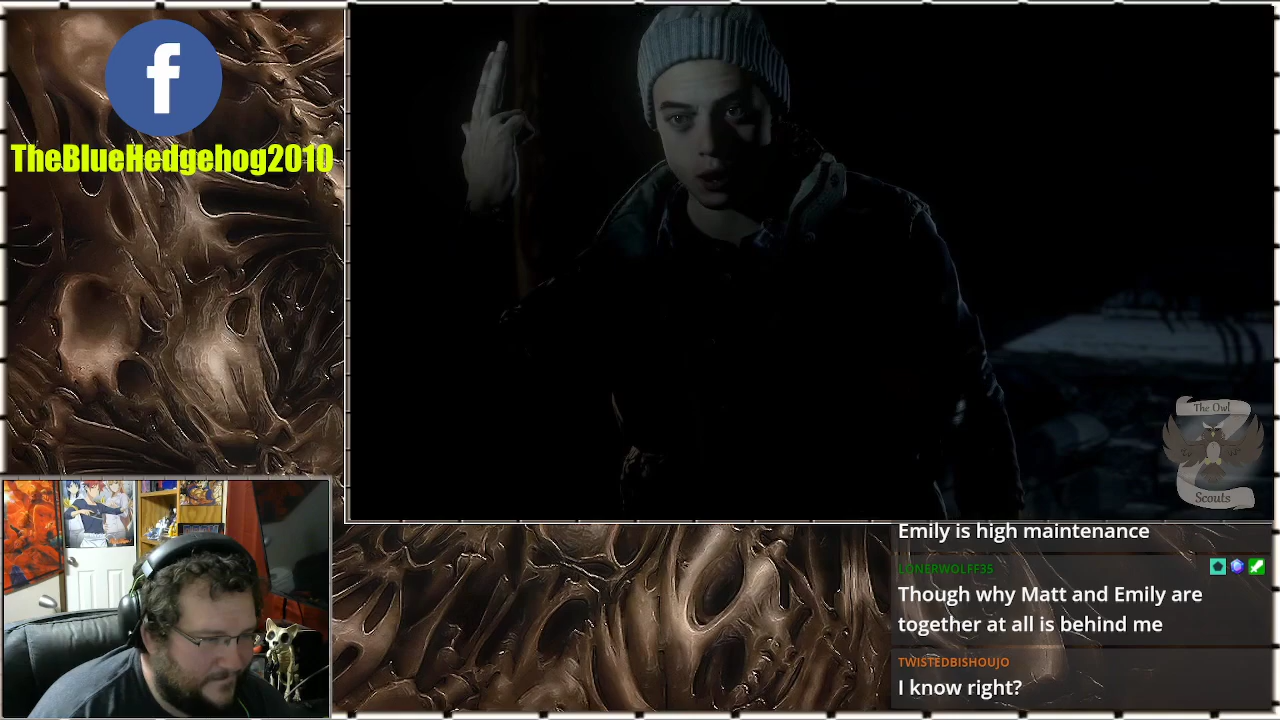 f
TheBlueHedgehog2010
The Owl
Scouts
Emily is high maintenance
LONERWOLFF35
Though why Matt and Emily are
together at all is behind me
TWISTEDBISHOUJO
I know right?